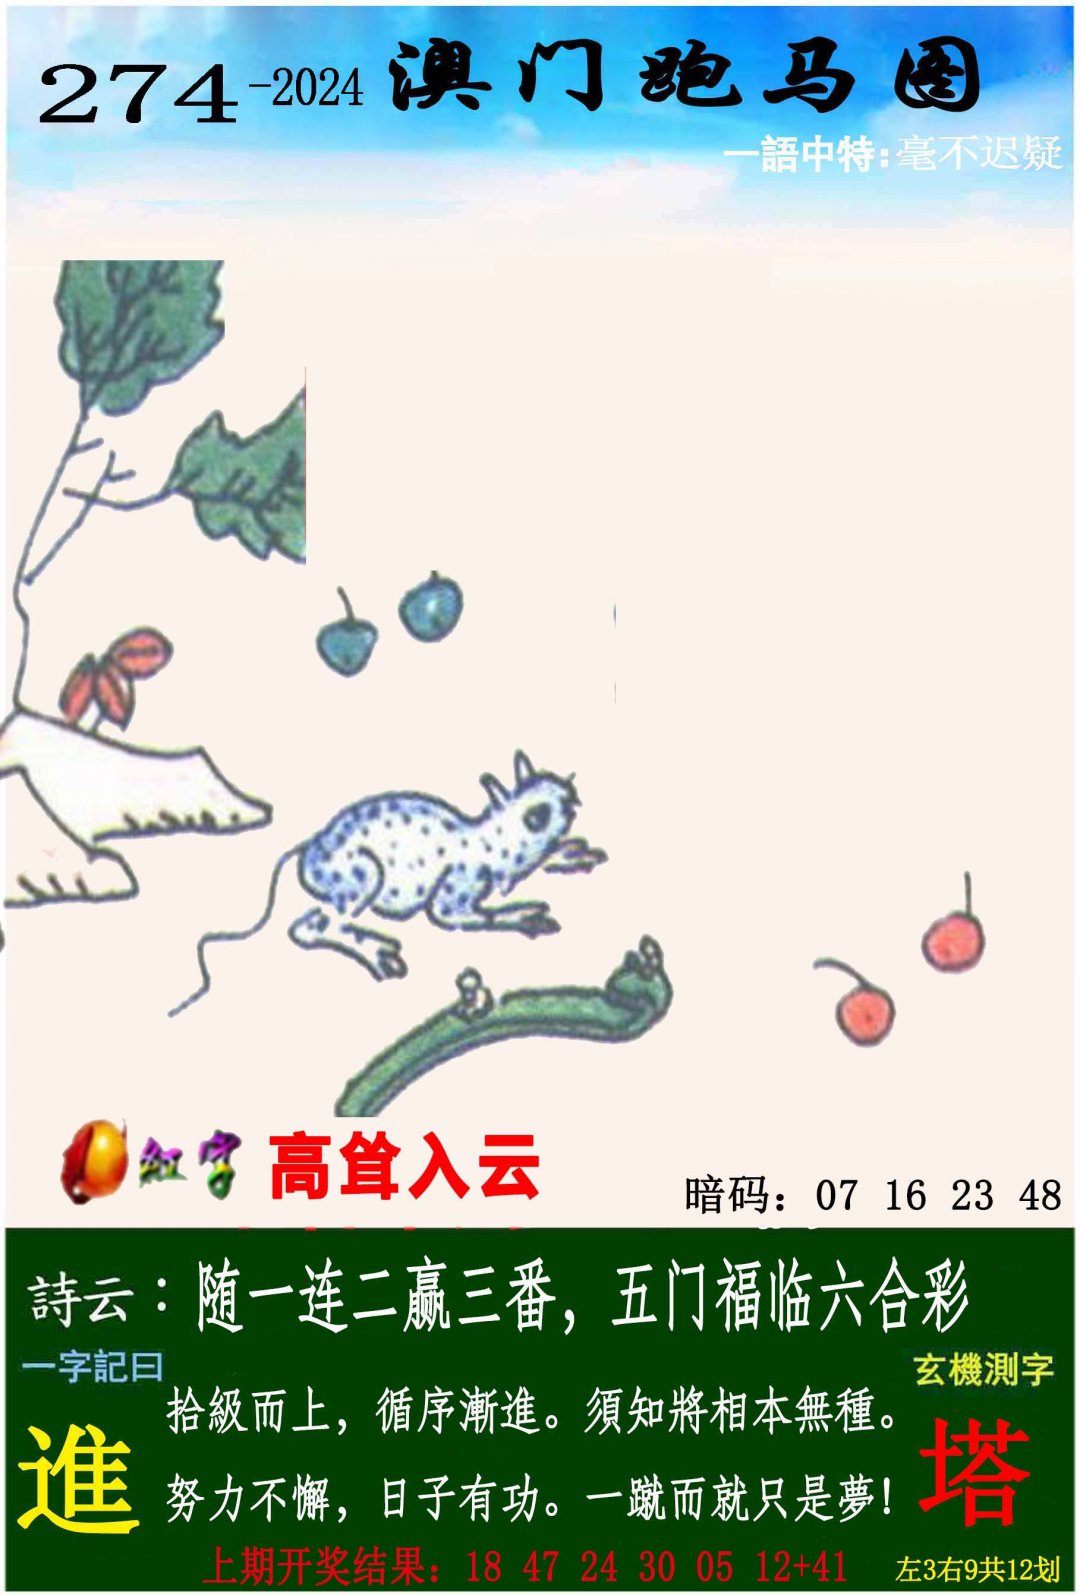 274-2024 澳门跑马图
一語中特:毫不迟疑
红字 高耸入云
暗码：07 16 23 48
詩云：随一连二赢三番，五门福临六合彩
一字記曰
玄機測字
進
拾級而上，循序漸進。須知將相本無種。
努力不懈，日子有功。一蹴而就只是夢!
塔
上期开奖结果：18 47 24 30 05 12+41
左3右9共12划